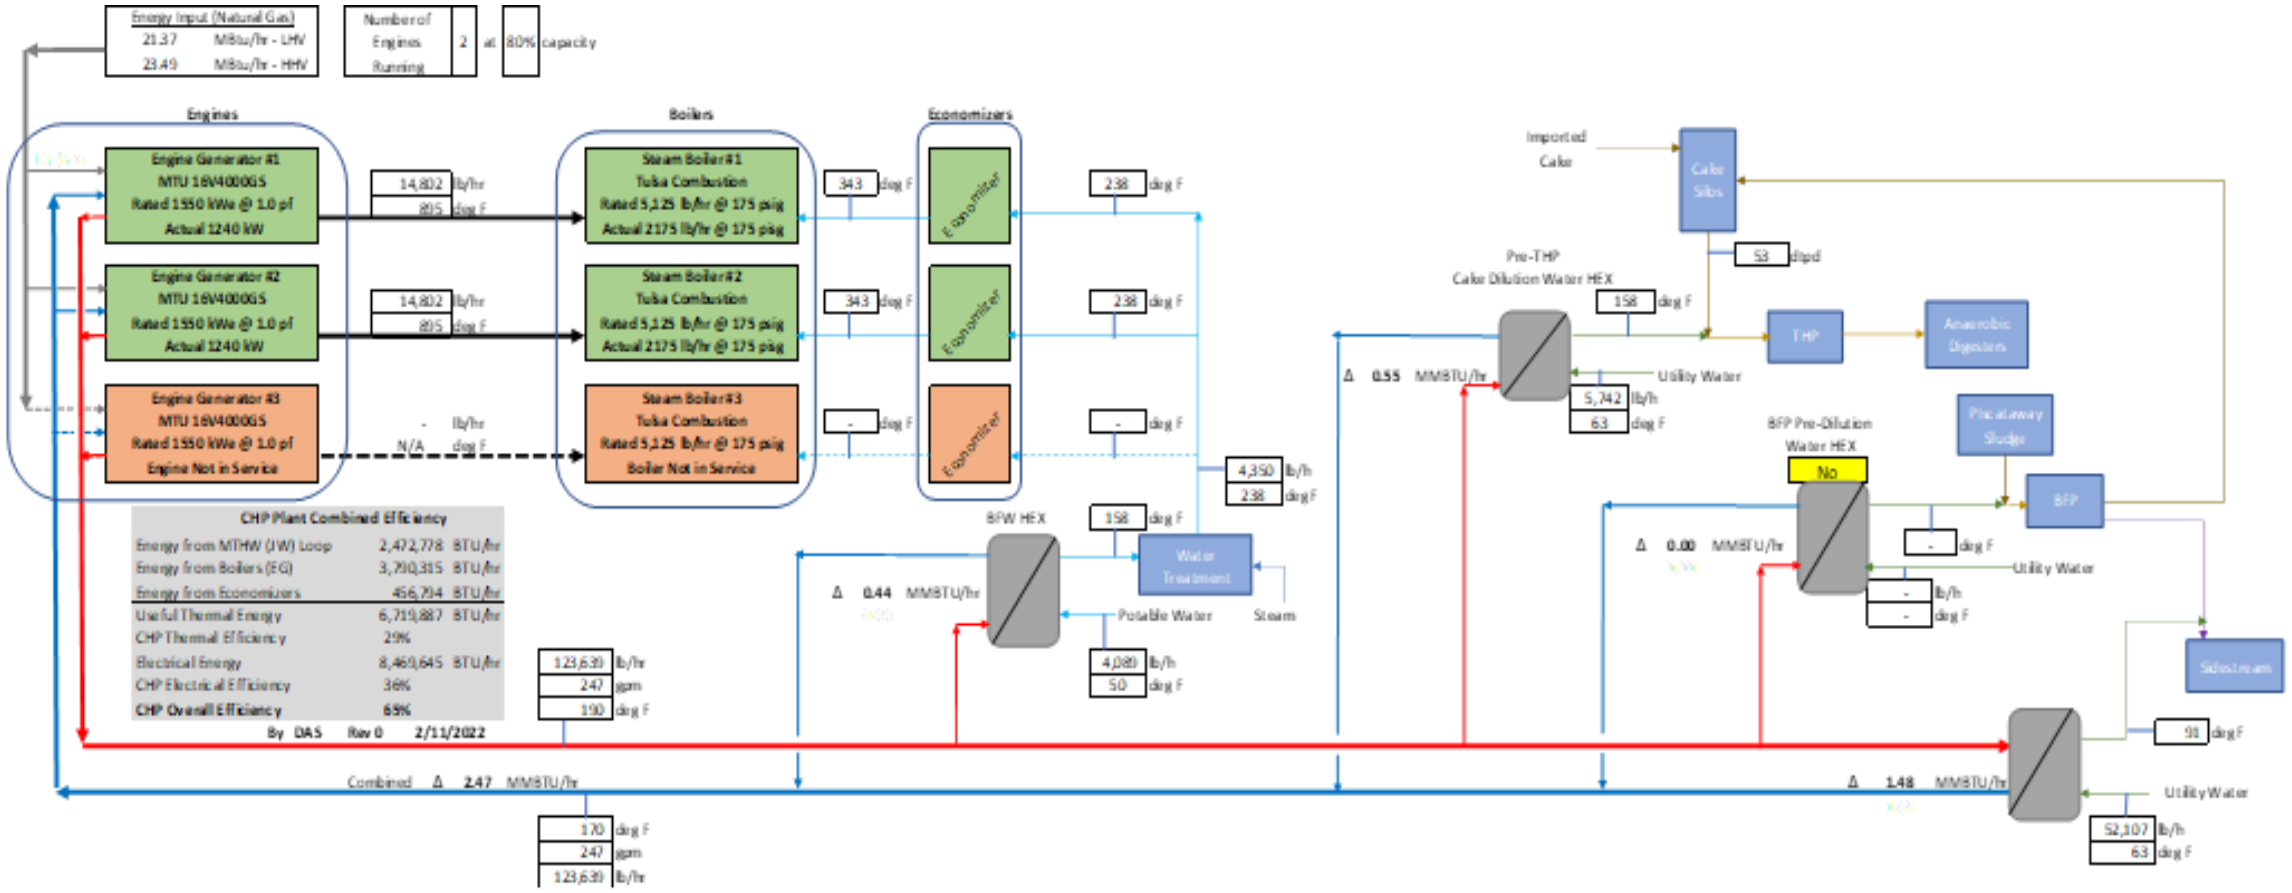 Energy Input (Natural Gas)
21.37 MBtu/hr - LHV
23.49 MBtu/hr - HHV
Number of
Engines
Running
2 at 80% capacity
Engines
Boilers
Economizers
Engine Generator #1
MTU 16V4000GS
Rated 1550 kWe @ 1.0 pf
Actual 1240 kW
14,802 lb/hr
895 deg F
Steam Boiler #1
Tulsa Combustion
Rated 5,125 lb/hr @ 175 psig
Actual 2175 lb/hr @ 175 psig
343 deg F
Economizer
238 deg F
Engine Generator #2
MTU 16V4000GS
Rated 1550 kWe @ 1.0 pf
Actual 1240 kW
14,802 lb/hr
895 deg F
Steam Boiler #2
Tulsa Combustion
Rated 5,125 lb/hr @ 175 psig
Actual 2175 lb/hr @ 175 psig
343 deg F
Economizer
238 deg F
Engine Generator #3
MTU 16V4000GS
Rated 1550 kWe @ 1.0 pf
Engine Not in Service
- lb/hr
N/A deg F
Steam Boiler #3
Tulsa Combustion
Rated 5,125 lb/hr @ 175 psig
Boiler Not in Service
- deg F
Economizer
- deg F
4,350 lb/h
238 deg F
CHP Plant Combined Efficiency
Energy from MTHW (JW) Loop 2,472,778 BTU/hr
Energy from Boilers (EG) 3,790,315 BTU/hr
Energy from Economizers 456,794 BTU/hr
Useful Thermal Energy 6,719,887 BTU/hr
CHP Thermal Efficiency 29%
Electrical Energy 8,469,645 BTU/hr
CHP Electrical Efficiency 36%
CHP Overall Efficiency 65%
By DAS Rev 0 2/11/2022
123,639 lb/hr
247 gpm
190 deg F
Combined Δ 2.47 MMBTU/hr
170 deg F
247 gpm
123,639 lb/hr
BFW HEX
158 deg F
Water
Treatment
Δ 0.44 MMBTU/hr
Potable Water
Steam
4,089 lb/h
50 deg F
Imported
Cake
Cake
Silos
53 dtpd
Pre-THP
Cake Dilution Water HEX
158 deg F
THP
Anaerobic
Digesters
Δ 0.55 MMBTU/hr
Utility Water
5,742 lb/h
63 deg F
Piscataway
Sludge
BFP Pre-Dilution
Water HEX
No
BFP
Δ 0.00 MMBTU/hr
- deg F
Utility Water
- lb/h
- deg F
Sidestream
91 deg F
Δ 1.48 MMBTU/hr
Utility Water
52,107 lb/h
63 deg F